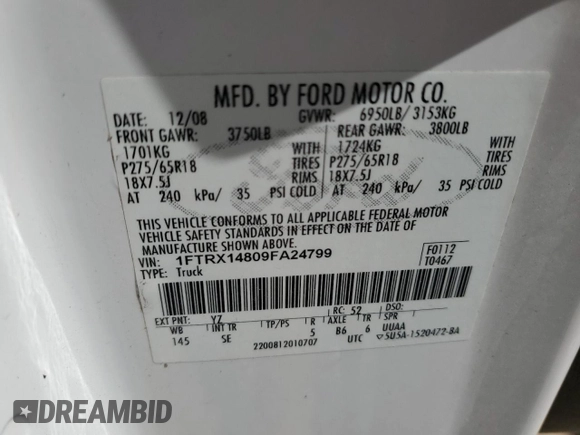 MFD. BY FORD MOTOR CO.
DATE: 12/08 GVWR: 6950LB/ 3153KG
FRONT GAWR: 3750LB REAR GAWR: 3800LB
1701KG WITH 1724KG WITH
P275/65R18 TIRES P275/65R18 TIRES
18X7.5J RIMS 18X7.5J RIMS
AT 240 kPa/ 35 PSI COLD AT 240 kPa/ 35 PSI COLD
THIS VEHICLE CONFORMS TO ALL APPLICABLE FEDERAL MOTOR
VEHICLE SAFETY STANDARDS IN EFFECT ON THE DATE OF
MANUFACTURE SHOWN ABOVE.
VIN: 1FTRX14809FA24799 F0112
TYPE: Truck T0467
EXT PNT: YZ RC: 52 DSO:
WB INT TR TP/PS R AXLE TR SPR
145 SE 5 B6 6 UUAA
2200812010707 UTC 5U5A-1520472-BA
RAPIDREAMBID